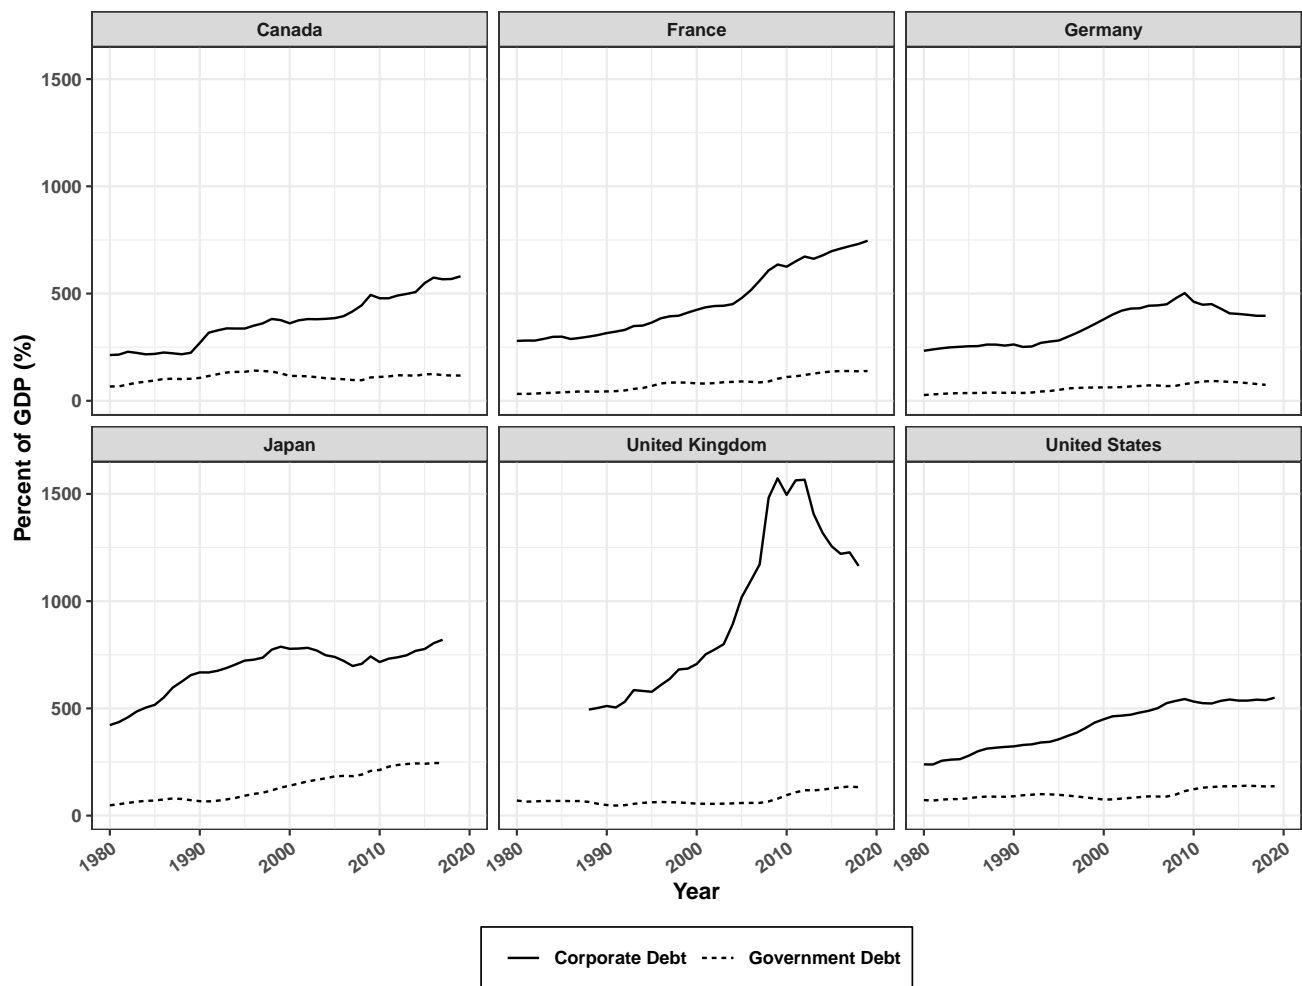 Canada France Germany
1500
1000
500
0
Japan United Kingdom United States
1500
1000
500
0
Percent of GDP (%)
1980 1990 2000 2010 2020 1980 1990 2000 2010 2020 1980 1990 2000 2010 2020
Year
Corporate Debt Government Debt